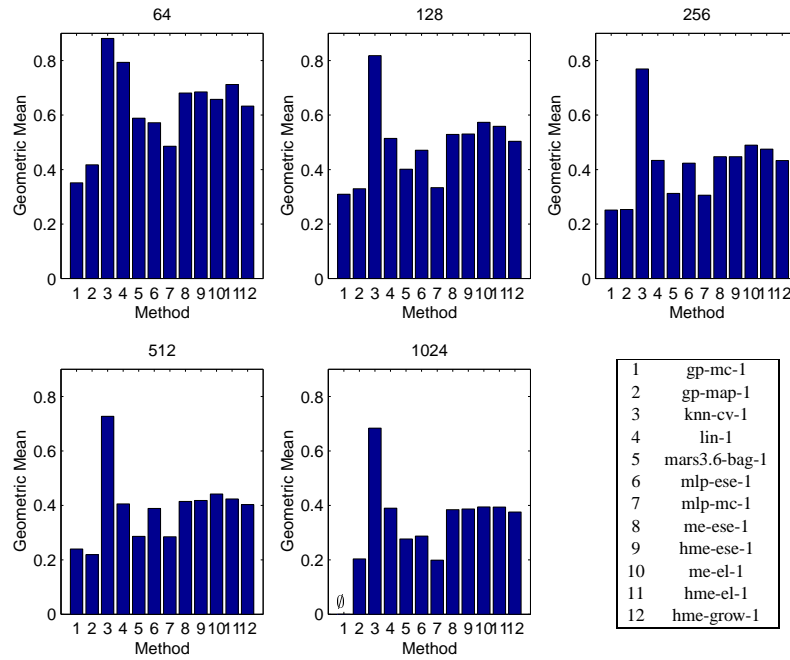 64
Geometric Mean
0.8
0.6
0.4
0.2
0
1 2 3 4 5 6 7 8 9 10 11 12
Method
128
Geometric Mean
0.8
0.6
0.4
0.2
0
1 2 3 4 5 6 7 8 9 10 11 12
Method
256
Geometric Mean
0.8
0.6
0.4
0.2
0
1 2 3 4 5 6 7 8 9 10 11 12
Method
512
Geometric Mean
0.8
0.6
0.4
0.2
0
1 2 3 4 5 6 7 8 9 10 11 12
Method
1024
Geometric Mean
0.8
0.6
0.4
0.2
0
∅
1 2 3 4 5 6 7 8 9 10 11 12
Method
1 gp-mc-1
2 gp-map-1
3 knn-cv-1
4 lin-1
5 mars3.6-bag-1
6 mlp-ese-1
7 mlp-mc-1
8 me-ese-1
9 hme-ese-1
10 me-el-1
11 hme-el-1
12 hme-grow-1